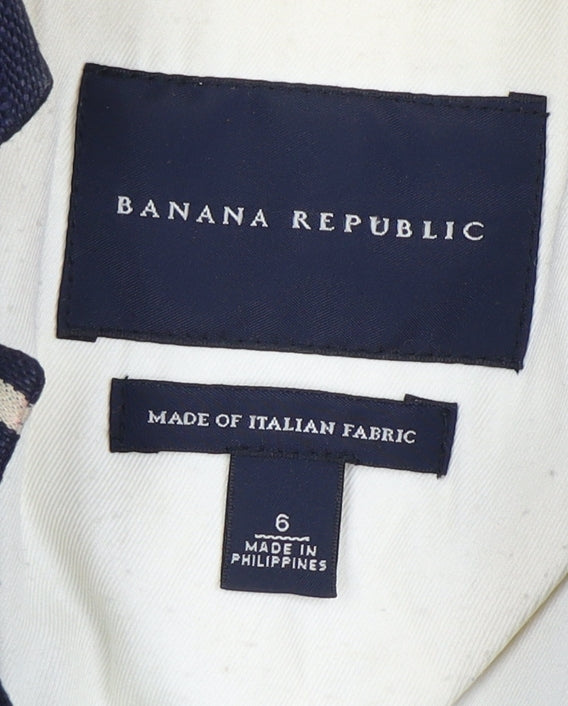 BANANA REPUBLIC
MADE OF ITALIAN FABRIC
6
MADE IN
PHILIPPINES